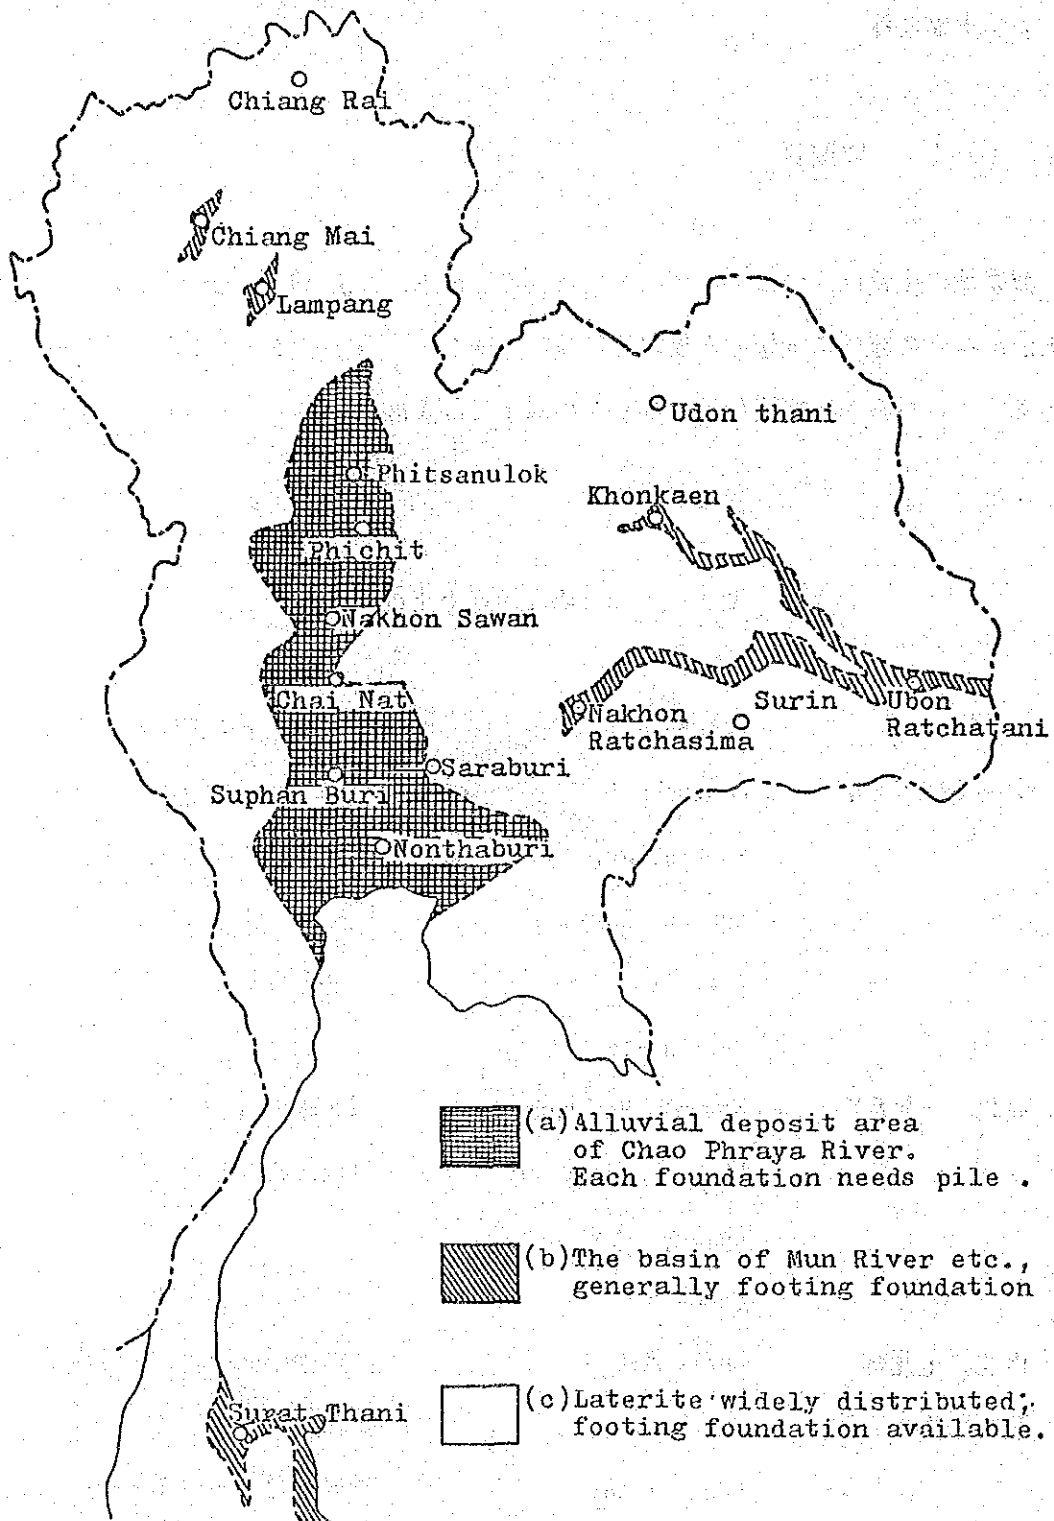 Chiang Rai
Chiang Mai
Lampang
Udon thani
Phitsanulok
Khonkaen
Phichit
Nakhon Sawan
Chai Nat
Surin
Ubon
Ratchatani
Nakhon
Ratchasima
Saraburi
Suphan Buri
Nonthaburi
(a)Alluvial deposit area
of Chao Phraya River.
Each foundation needs pile .
(b)The basin of Mun River etc.,
generally footing foundation
(c)Laterite widely distributed;
footing foundation available.
Surat Thani